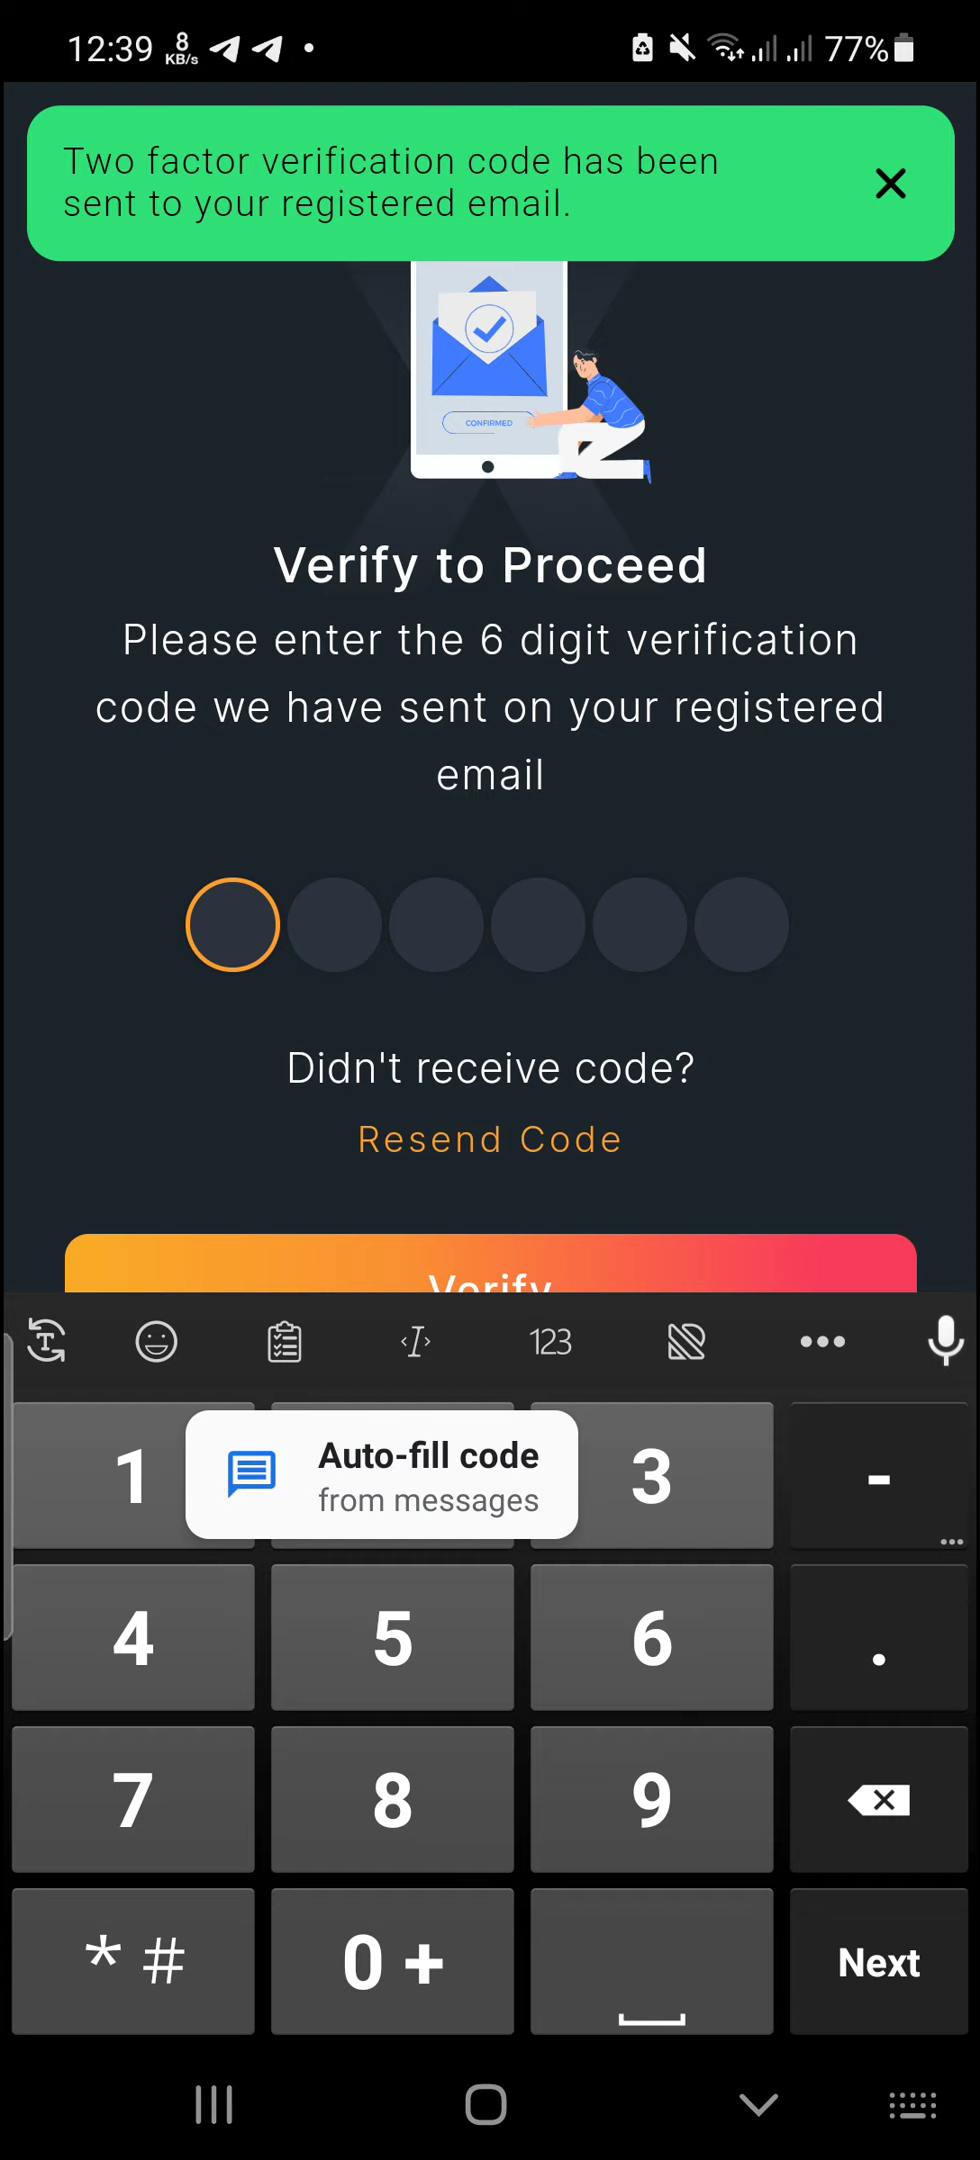 12:39 8 KB/s 77%
Two factor verification code has been
sent to your registered email.
CONFIRMED
Verify to Proceed
Please enter the 6 digit verification
code we have sent on your registered
email
Didn't receive code?
Resend Code
Verify
T 123
1 3 -
Auto-fill code
from messages
4 5 6 .
7 8 9
* # 0 + Next